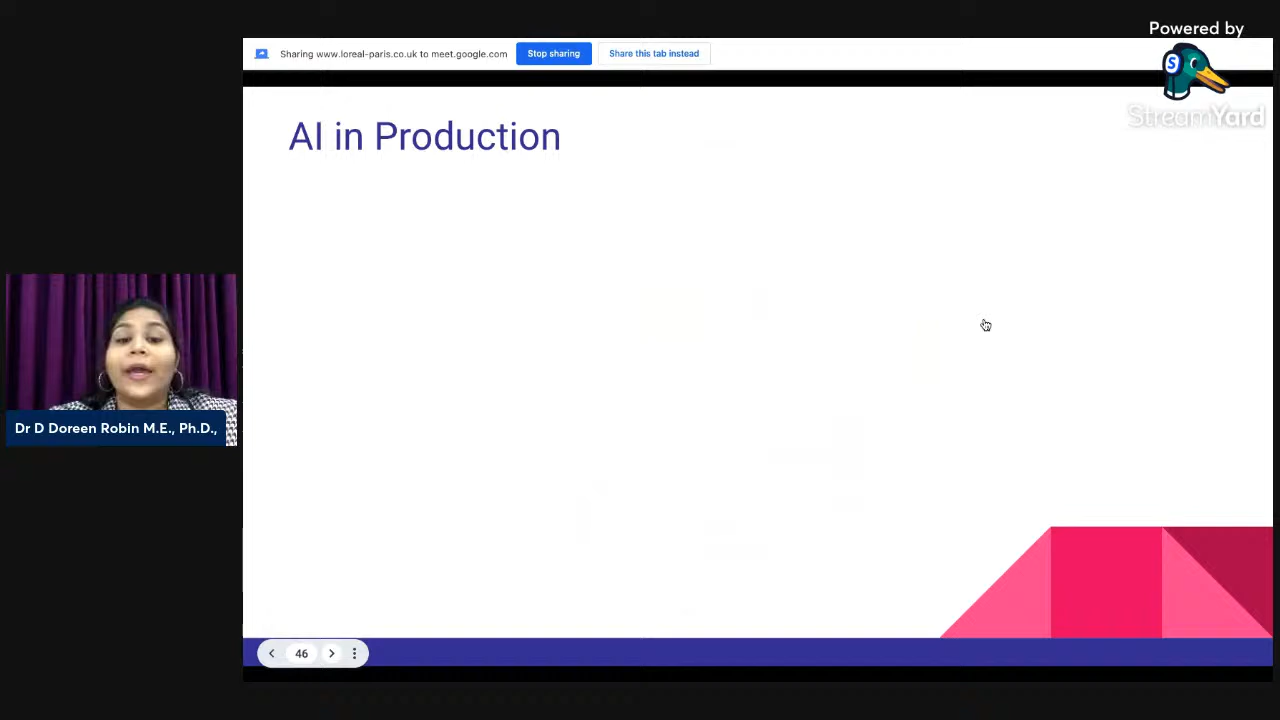 Powered by
StreamYard
Sharing www.loreal-paris.co.uk to meet.google.com Stop sharing Share this tab instead
AI in Production
Dr D Doreen Robin M.E., Ph.D.,
46